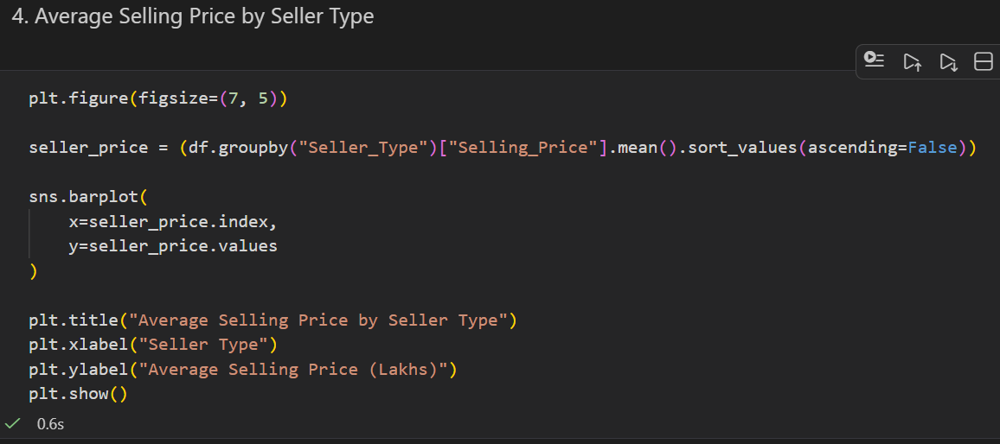 4. Average Selling Price by Seller Type
plt.figure(figsize=(7, 5))
seller_price = (df.groupby("Seller_Type")["Selling_Price"].mean().sort_values(ascending=False))
sns.barplot(
    x=seller_price.index,
    y=seller_price.values
)
plt.title("Average Selling Price by Seller Type")
plt.xlabel("Seller Type")
plt.ylabel("Average Selling Price (Lakhs)")
plt.show()
0.6s